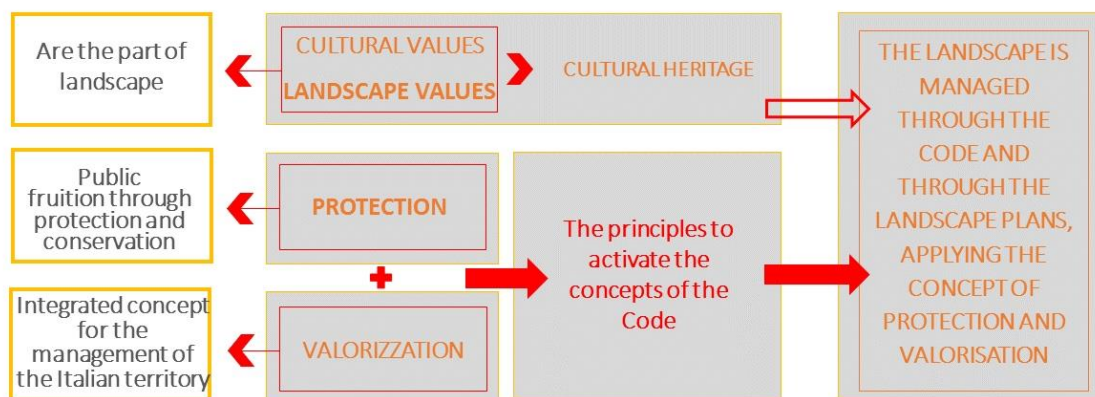 Are the part of
landscape
CULTURAL VALUES
LANDSCAPE VALUES
CULTURAL HERITAGE
Public
fruition through
protection and
conservation
PROTECTION
Integrated concept
for the
management of
the Italian territory
VALORIZZATION
The principles to
activate the
concepts of the
Code
THE LANDSCAPE IS
MANAGED
THROUGH THE
CODE AND
THROUGH THE
LANDSCAPE PLANS,
APPLYING THE
CONCEPT OF
PROTECTION AND
VALORISATION